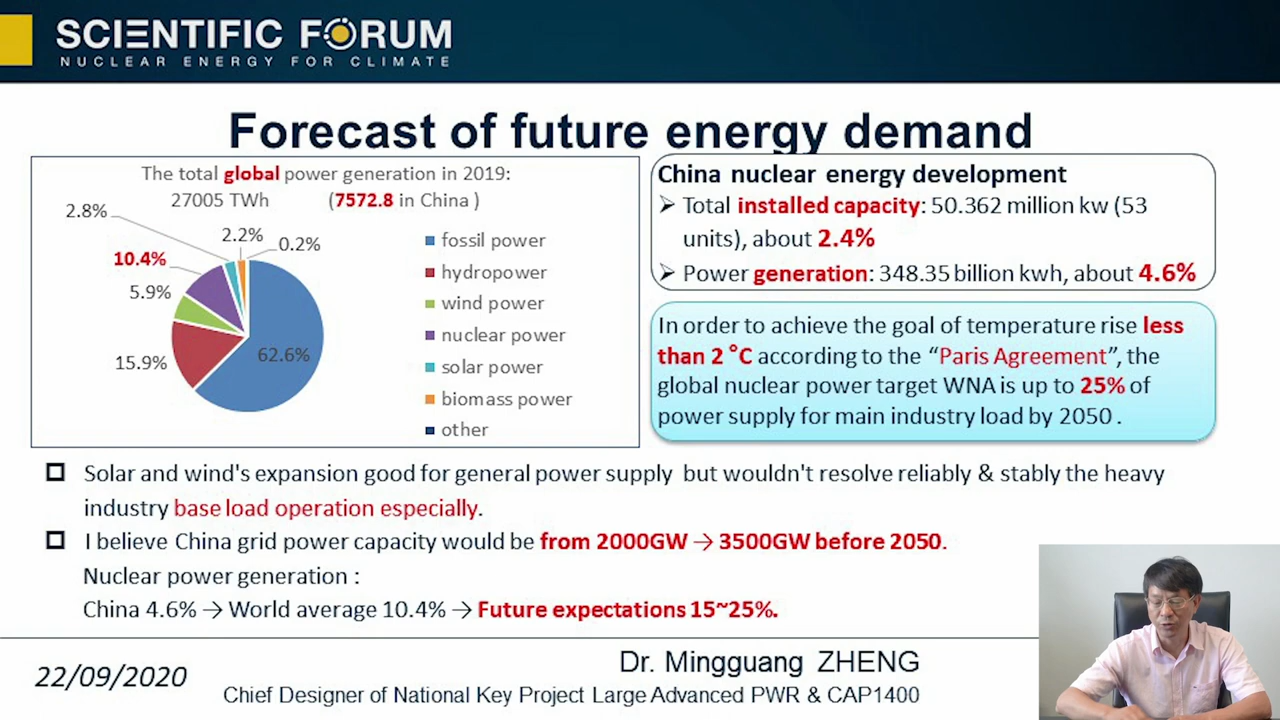 SCIENTIFIC FORUM
NUCLEAR ENERGY FOR CLIMATE
Forecast of future energy demand
The total global power generation in 2019:
27005 TWh (7572.8 in China )
2.8%
2.2%
0.2%
10.4%
5.9%
15.9%
62.6%
fossil power
hydropower
wind power
nuclear power
solar power
biomass power
other
China nuclear energy development
➢ Total installed capacity: 50.362 million kw (53
units), about 2.4%
➢ Power generation: 348.35 billion kwh, about 4.6%
In order to achieve the goal of temperature rise less
than 2 °C according to the “Paris Agreement”, the
global nuclear power target WNA is up to 25% of
power supply for main industry load by 2050 .
Solar and wind's expansion good for general power supply but wouldn't resolve reliably & stably the heavy
industry base load operation especially.
I believe China grid power capacity would be from 2000GW → 3500GW before 2050.
Nuclear power generation :
China 4.6% → World average 10.4% → Future expectations 15~25%.
22/09/2020
Dr. Mingguang ZHENG
Chief Designer of National Key Project Large Advanced PWR & CAP1400